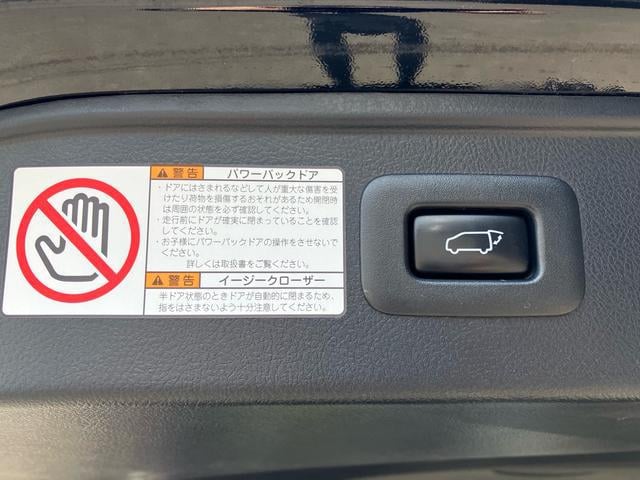 警告 パワーバックドア
・ドアにはさまれるなどして人が重大な傷害を受
けたり荷物を損傷するおそれがあるため開閉時
は周囲の状態を必ず確認してください。
・走行前にドアが確実に閉まっていることを確認
してください。
・お子様にパワーバックドアの操作をさせないで
ください。
詳しくは取扱書をご覧ください。
警告 イージークローザー
半ドア状態のときドアが自動的に閉まるため、
指をはさまないよう十分注意してください。